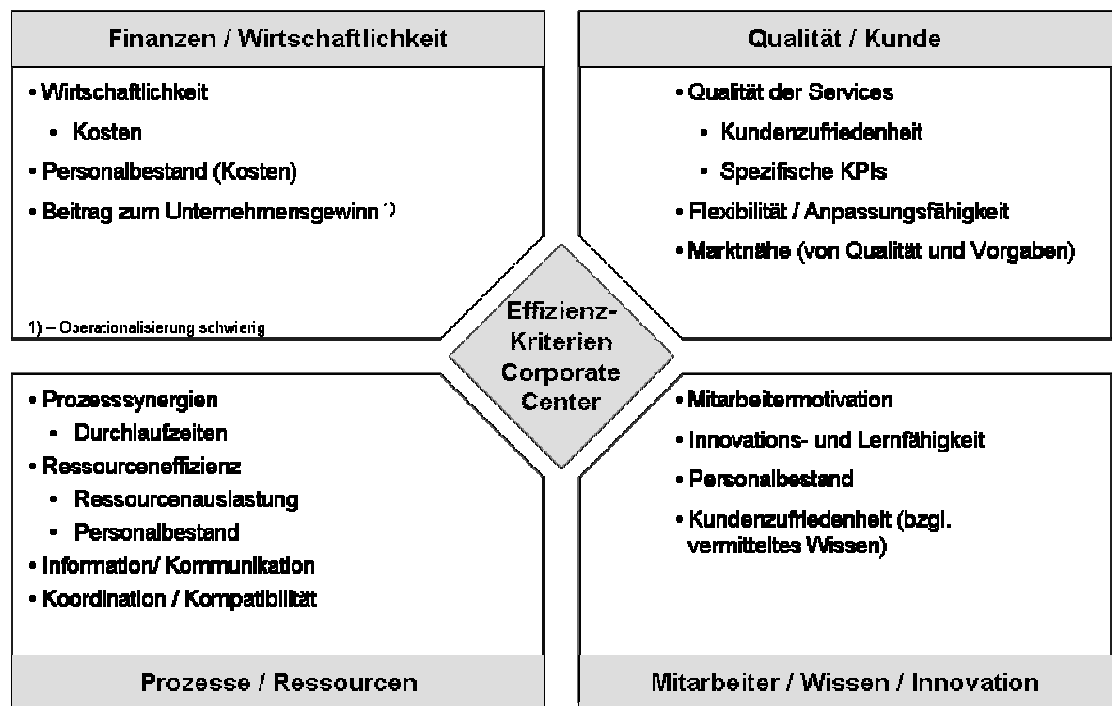 Finanzen / Wirtschaftlichkeit
• Wirtschaftlichkeit
• Kosten
• Personalbestand (Kosten)
• Beitrag zum Unternehmensgewinn 1)
1) – Operationalisierung schwierig
Qualität / Kunde
• Qualität der Services
• Kundenzufriedenheit
• Spezifische KPIs
• Flexibilität / Anpassungsfähigkeit
• Marktnähe (von Qualität und Vorgaben)
Effizienz-
Kriterien
Corporate
Center
• Prozesssynergien
• Durchlaufzeiten
• Ressourceneffizienz
• Ressourcenauslastung
• Personalbestand
• Information/ Kommunikation
• Koordination / Kompatibilität
Prozesse / Ressourcen
• Mitarbeitermotivation
• Innovations- und Lernfähigkeit
• Personalbestand
• Kundenzufriedenheit (bzgl.
vermitteltes Wissen)
Mitarbeiter / Wissen / Innovation